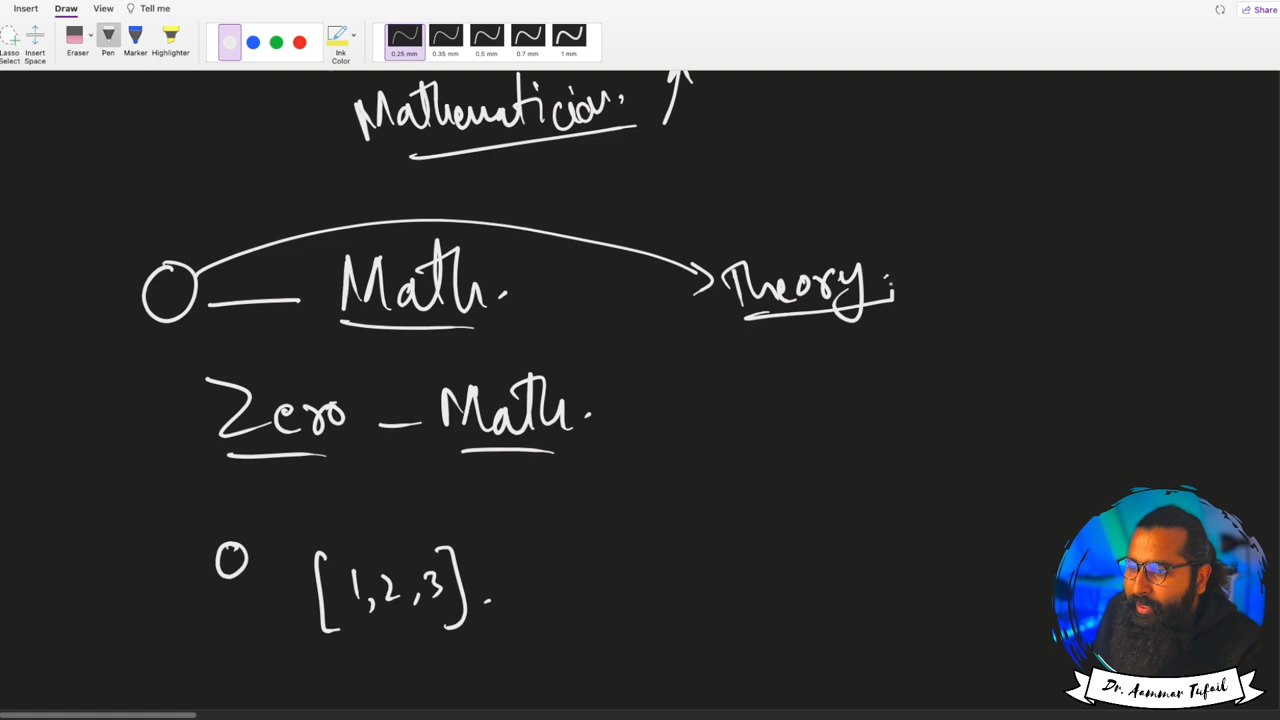 Insert Draw View Tell me Share
Lasso Select Insert Space Eraser Pen Marker Highlighter Ink Color 0.25 mm 0.35 mm 0.5 mm 0.7 mm 1 mm
Mathematician.
0 — Math. Theory :
Zero – Math.
0 [1,2,3].
Dr. Aammar Tufail